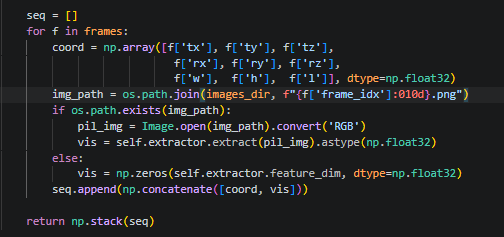 seq = []
for f in frames:
    coord = np.array([f['tx'], f['ty'], f['tz'],
                      f['rx'], f['ry'], f['rz'],
                      f['w'], f['h'], f['l']], dtype=np.float32)
    img_path = os.path.join(images_dir, f"{f['frame_idx']:010d}.png")
    if os.path.exists(img_path):
        pil_img = Image.open(img_path).convert('RGB')
        vis = self.extractor.extract(pil_img).astype(np.float32)
    else:
        vis = np.zeros(self.extractor.feature_dim, dtype=np.float32)
    seq.append(np.concatenate([coord, vis]))

return np.stack(seq)